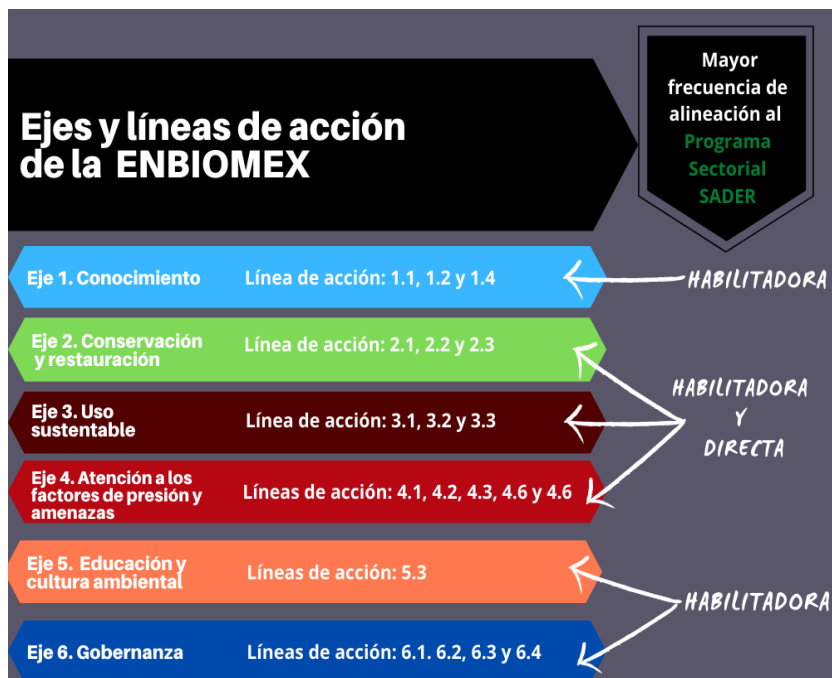 Ejes y líneas de acción
de la ENBIOMEX
Mayor
frecuencia de
alineación al
Programa
Sectorial
SADER
Eje 1. Conocimiento
Línea de acción: 1.1, 1.2 y 1.4
HABILITADORA
Eje 2. Conservación
y restauración
Línea de acción: 2.1, 2.2 y 2.3
Eje 3. Uso
sustentable
Línea de acción: 3.1, 3.2 y 3.3
HABILITADORA
Y
DIRECTA
Eje 4. Atención a los
factores de presión y
amenazas
Líneas de acción: 4.1, 4.2, 4.3, 4.6 y 4.6
Eje 5. Educación y
cultura ambiental
Líneas de acción: 5.3
HABILITADORA
Eje 6. Gobernanza
Líneas de acción: 6.1. 6.2, 6.3 y 6.4